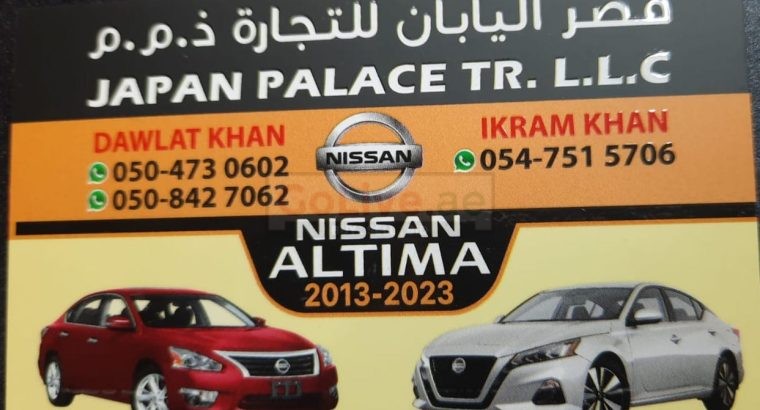 قصر اليابان للتجارة ذ.م.م
JAPAN PALACE TR. L.L.C
DAWLAT KHAN
050-473 0602
050-842 7062
NISSAN
IKRAM KHAN
054-751 5706
NISSAN
ALTIMA
2013-2023